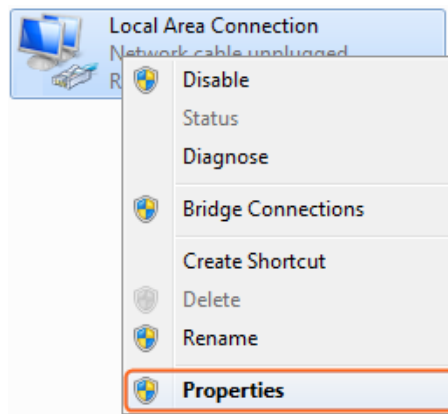 Local Area Connection
Network cable unplugged
R
Disable
Status
Diagnose
Bridge Connections
Create Shortcut
Delete
Rename
Properties